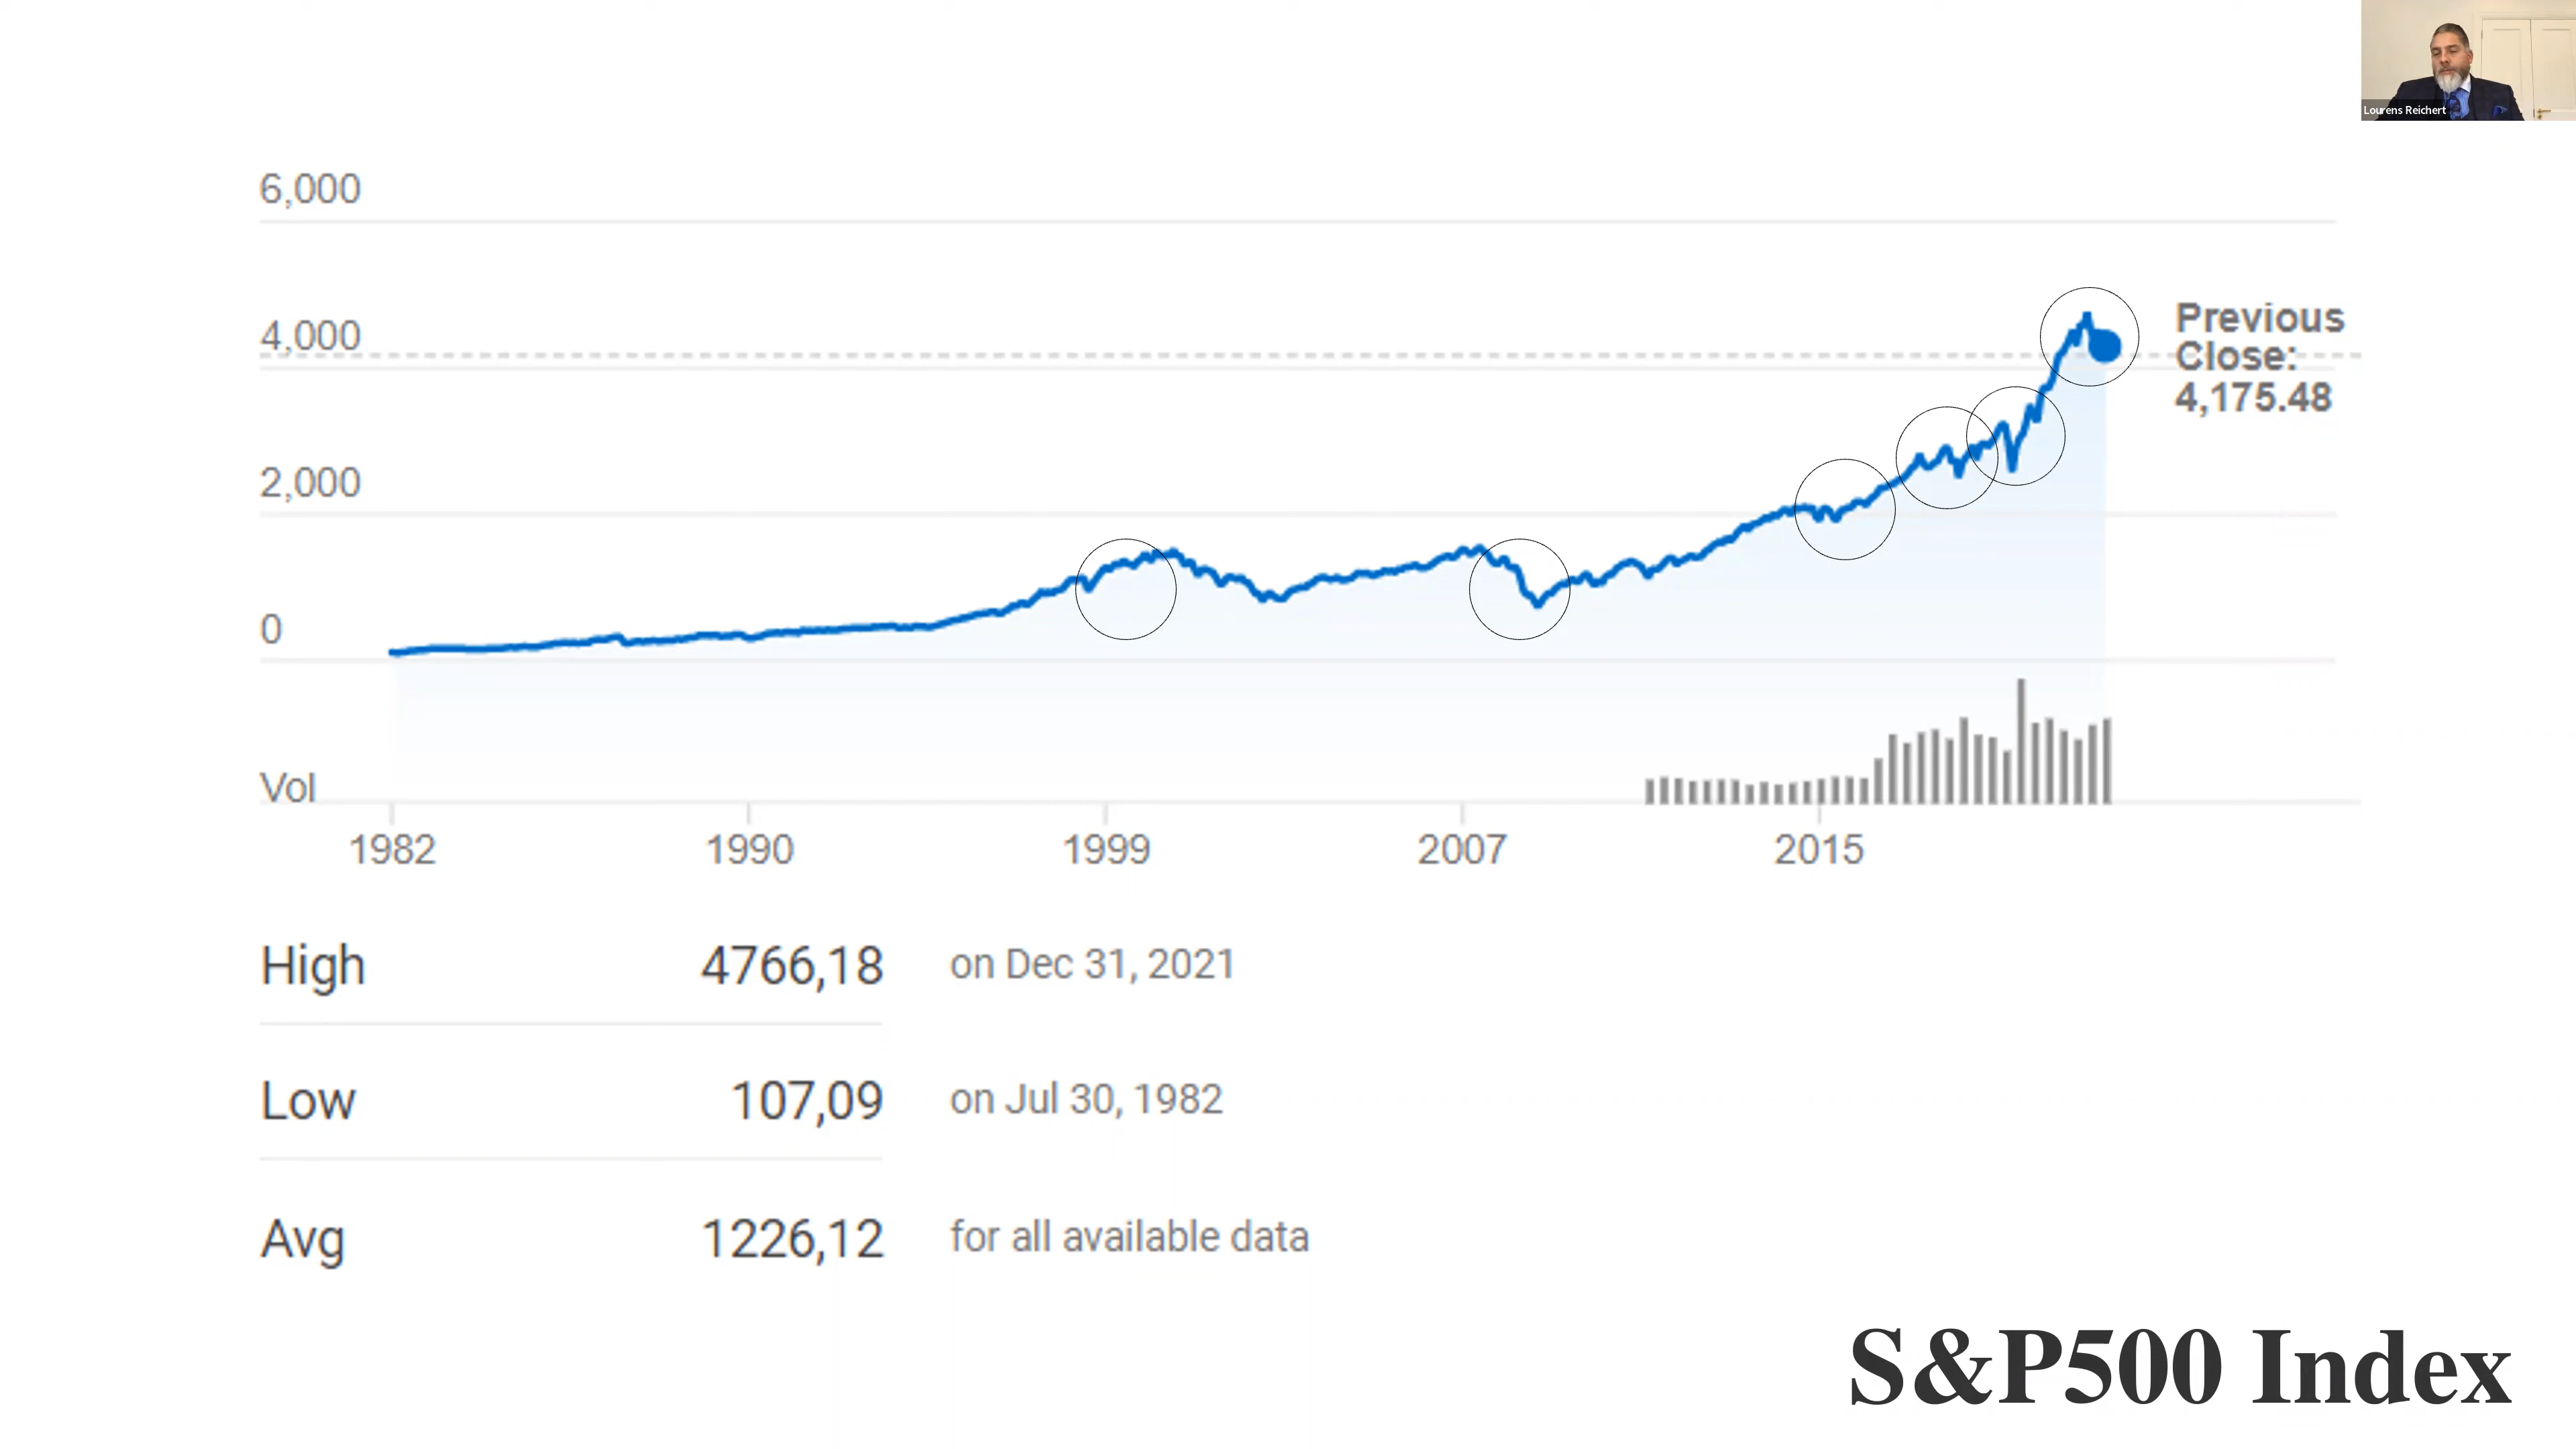 Lourens Reichert
6,000
4,000
2,000
0
Previous
Close:
4,175.48
Vol
1982 1990 1999 2007 2015
High 4766,18 on Dec 31, 2021
Low 107,09 on Jul 30, 1982
Avg 1226,12 for all available data
S&P500 Index